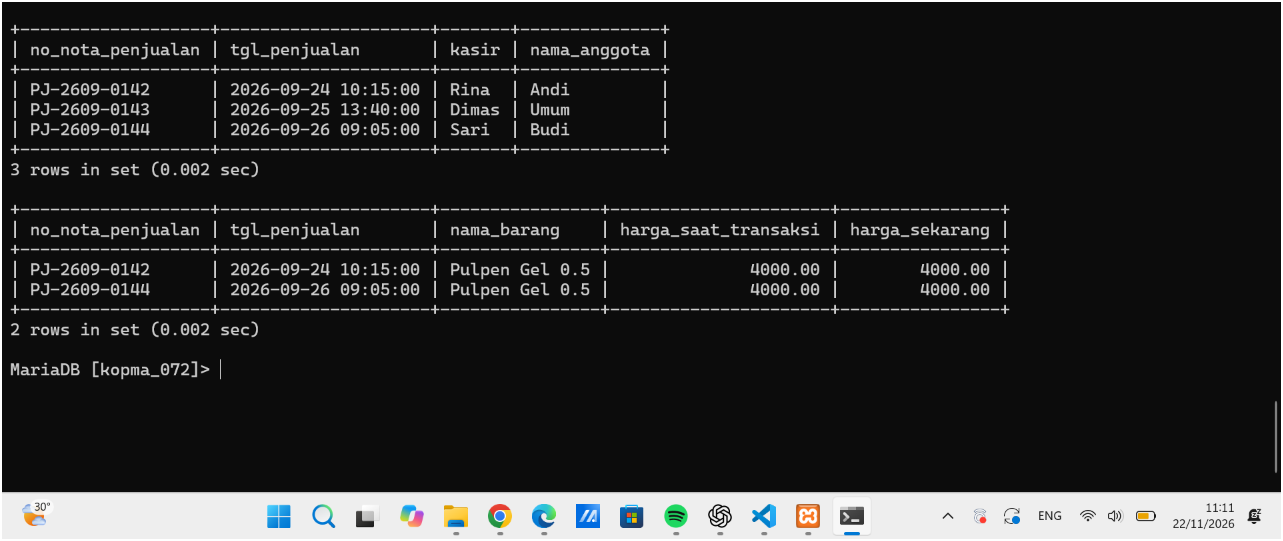 +--------------------+---------------------+-------+--------------+
| no_nota_penjualan | tgl_penjualan | kasir | nama_anggota |
+--------------------+---------------------+-------+--------------+
| PJ-2609-0142 | 2026-09-24 10:15:00 | Rina | Andi |
| PJ-2609-0143 | 2026-09-25 13:40:00 | Dimas | Umum |
| PJ-2609-0144 | 2026-09-26 09:05:00 | Sari | Budi |
+--------------------+---------------------+-------+--------------+
3 rows in set (0.002 sec)
+--------------------+---------------------+----------------+----------------------+----------------+
| no_nota_penjualan | tgl_penjualan | nama_barang | harga_saat_transaksi | harga_sekarang |
+--------------------+---------------------+----------------+----------------------+----------------+
| PJ-2609-0142 | 2026-09-24 10:15:00 | Pulpen Gel 0.5 | 4000.00 | 4000.00 |
| PJ-2609-0144 | 2026-09-26 09:05:00 | Pulpen Gel 0.5 | 4000.00 | 4000.00 |
+--------------------+---------------------+----------------+----------------------+----------------+
2 rows in set (0.002 sec)
MariaDB [kopma_072]>
30°
ENG
11:11
22/11/2026